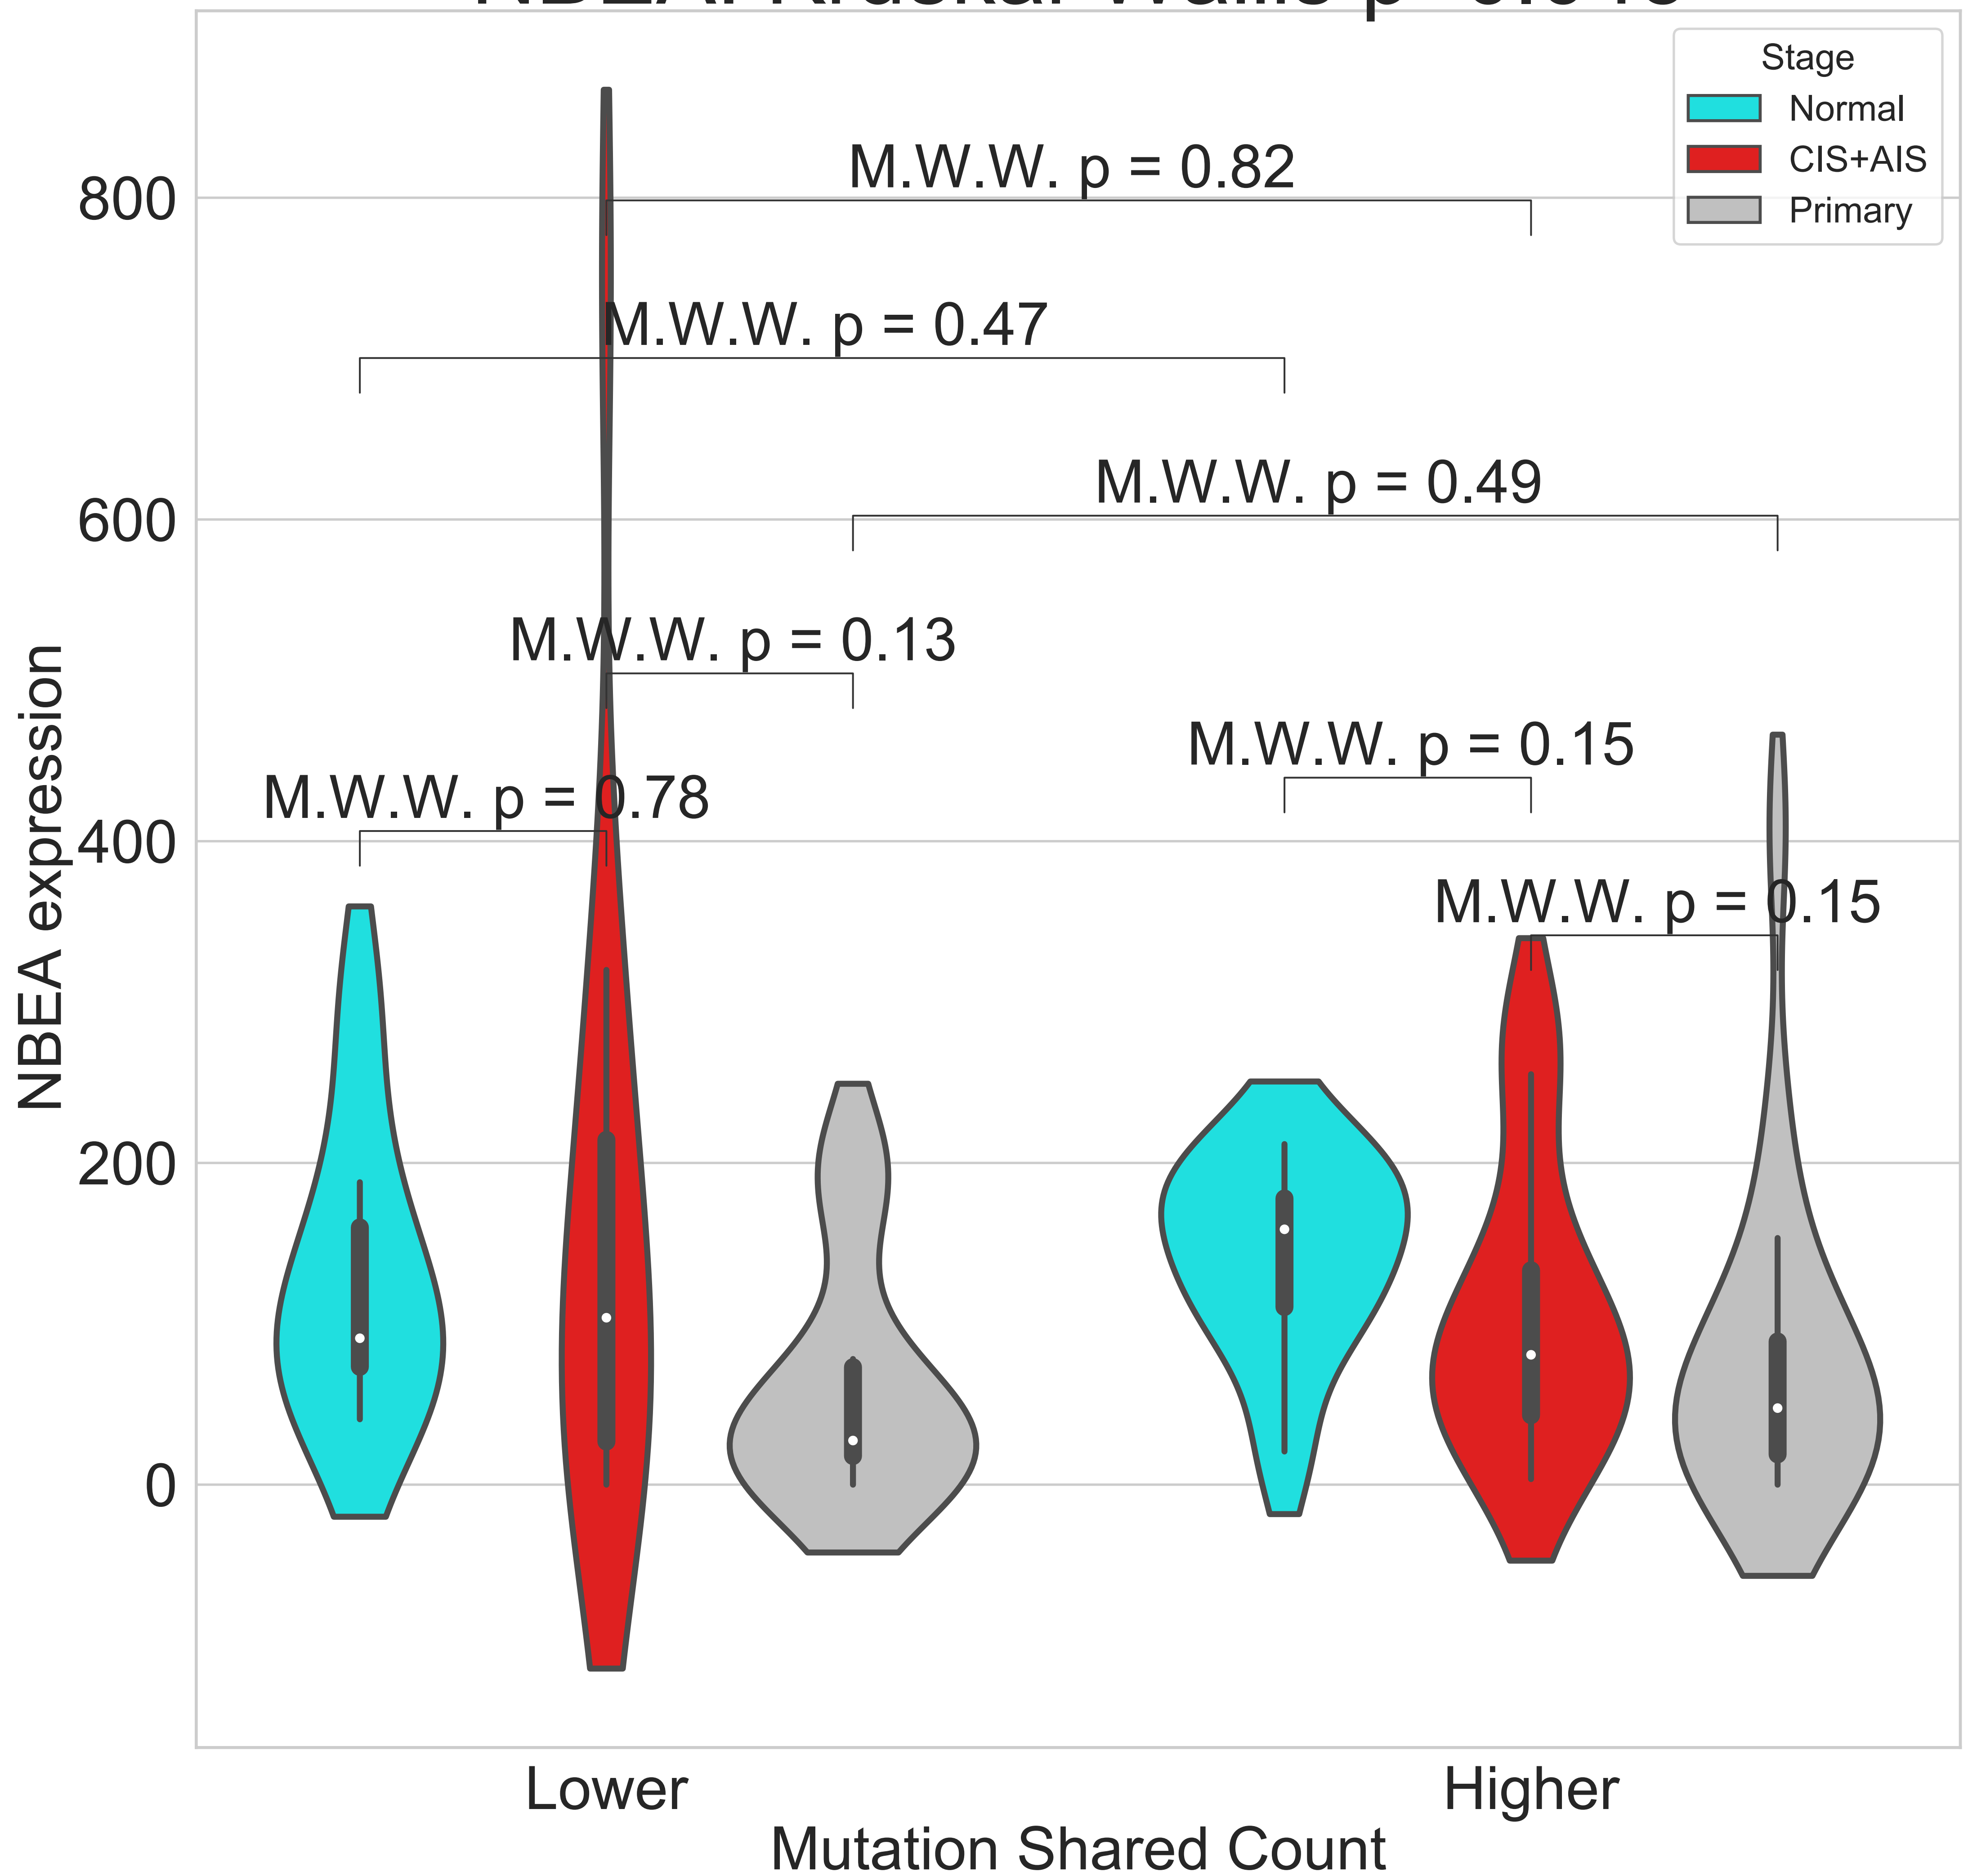 Stage
Normal
CIS+AIS
Primary
M.W.W. p = 0.82
M.W.W. p = 0.47
M.W.W. p = 0.49
M.W.W. p = 0.13
M.W.W. p = 0.15
M.W.W. p = 0.78
M.W.W. p = 0.15
800
600
400
200
0
NBEA expression
Lower
Higher
Mutation Shared Count